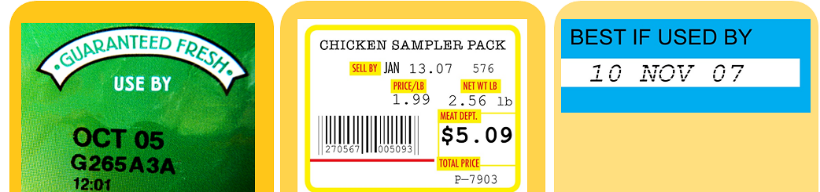 GUARANTEED FRESH
USE BY
OCT 05
G265A3A
12:01
CHICKEN SAMPLER PACK
SELL BY JAN 13.07 576
PRICE/LB NET WT LB
1.99 2.56 lb
MEAT DEPT.
$5.09
270567 005093
TOTAL PRICE
P-7903
BEST IF USED BY
10 NOV 07